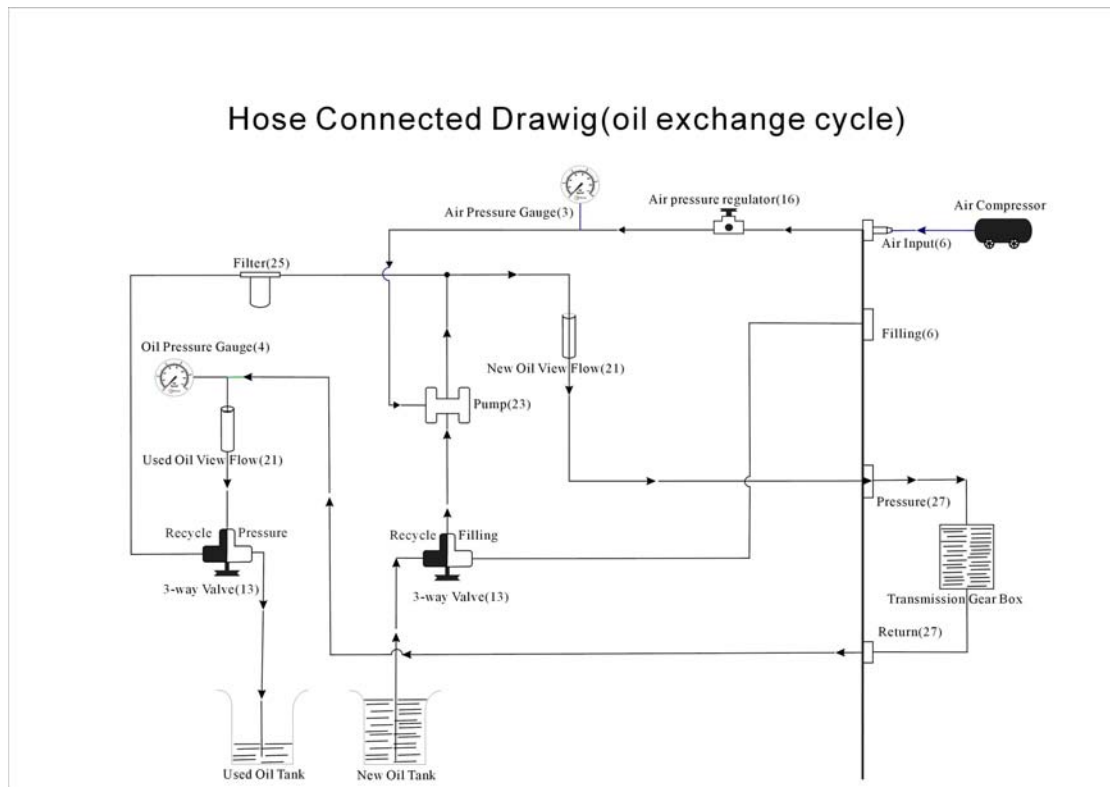 Hose Connected Drawig(oil exchange cycle)
Air Pressure Gauge(3)
Air pressure regulator(16)
Air Compressor
Air Input(6)
Filter(25)
Filling(6)
Oil Pressure Gauge(4)
New Oil View Flow(21)
Pump(23)
Used Oil View Flow(21)
Pressure(27)
Recycle Pressure
Recycle Filling
3-way Valve(13)
3-way Valve(13)
Transmission Gear Box
Return(27)
Used Oil Tank
New Oil Tank